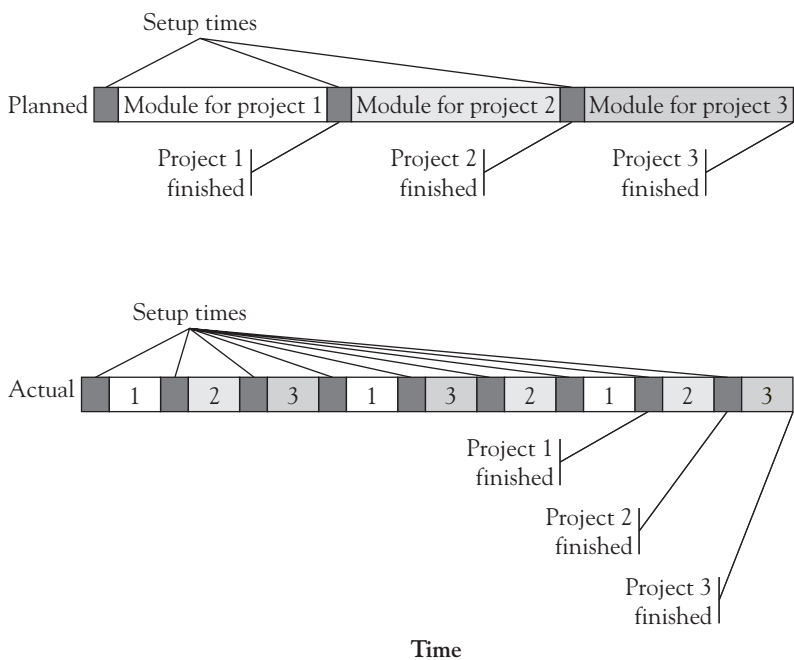 Setup times
Planned
Module for project 1
Module for project 2
Module for project 3
Project 1
finished
Project 2
finished
Project 3
finished
Setup times
Actual
1
2
3
1
3
2
1
2
3
Project 1
finished
Project 2
finished
Project 3
finished
Time